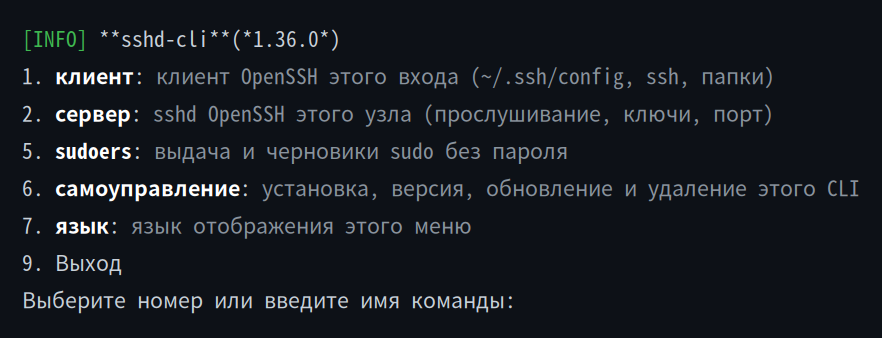 [INFO] **sshd-cli**(*1.36.0*)
1. клиент: клиент OpenSSH этого входа (~/.ssh/config, ssh, папки)
2. сервер: sshd OpenSSH этого узла (прослушивание, ключи, порт)
5. sudoers: выдача и черновики sudo без пароля
6. самоуправление: установка, версия, обновление и удаление этого CLI
7. язык: язык отображения этого меню
9. Выход
Выберите номер или введите имя команды: